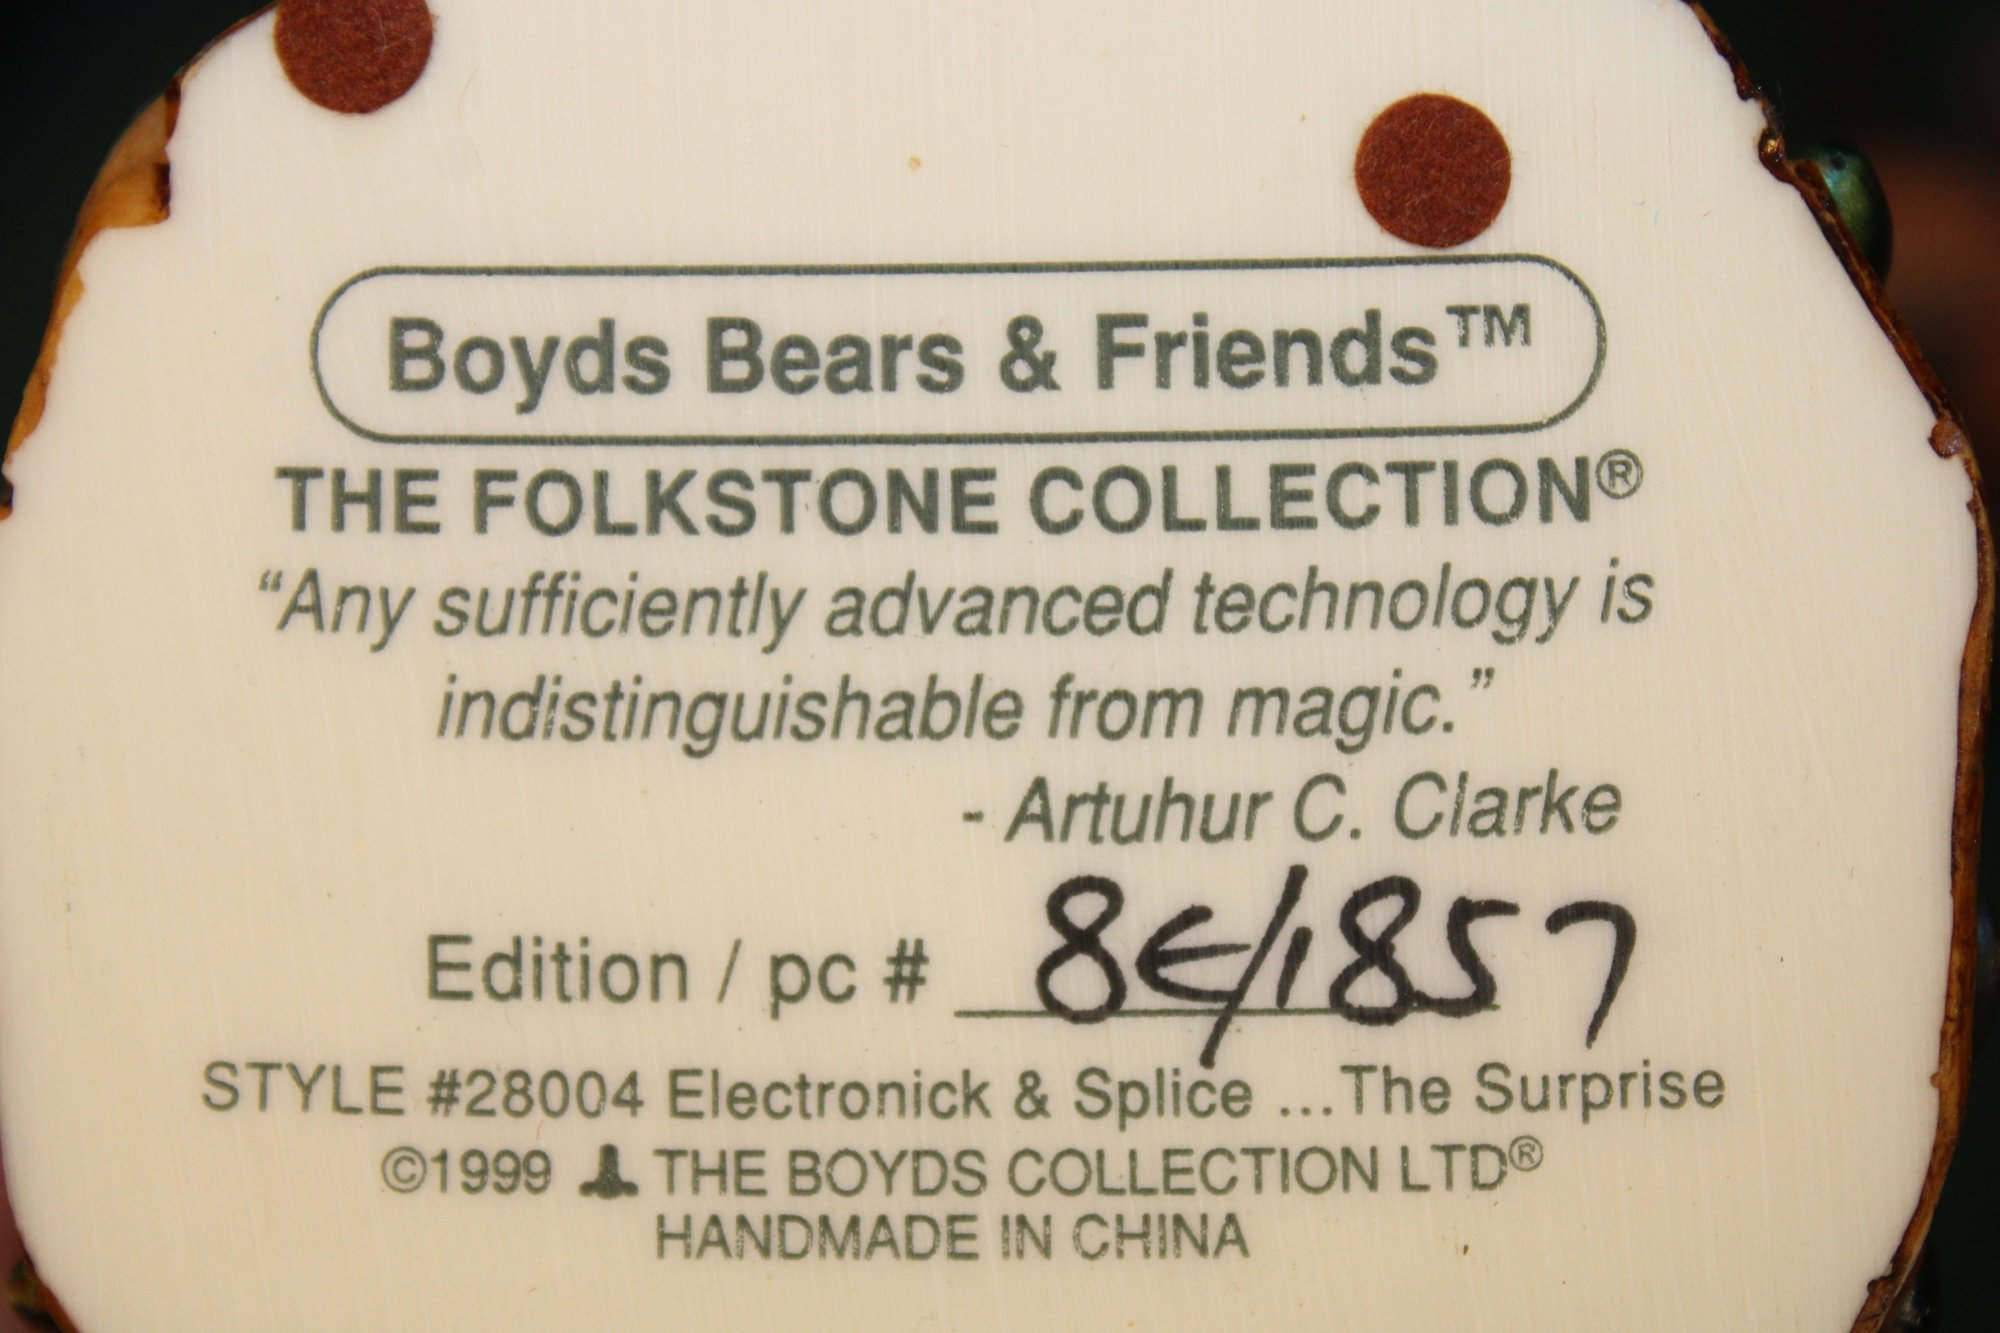 Boyds Bears & Friends™
THE FOLKSTONE COLLECTION®
“Any sufficiently advanced technology is
indistinguishable from magic.”
- Artuhur C. Clarke
Edition / pc # 8E/1857
STYLE #28004 Electronick & Splice ...The Surprise
©1999 THE BOYDS COLLECTION LTD®
HANDMADE IN CHINA